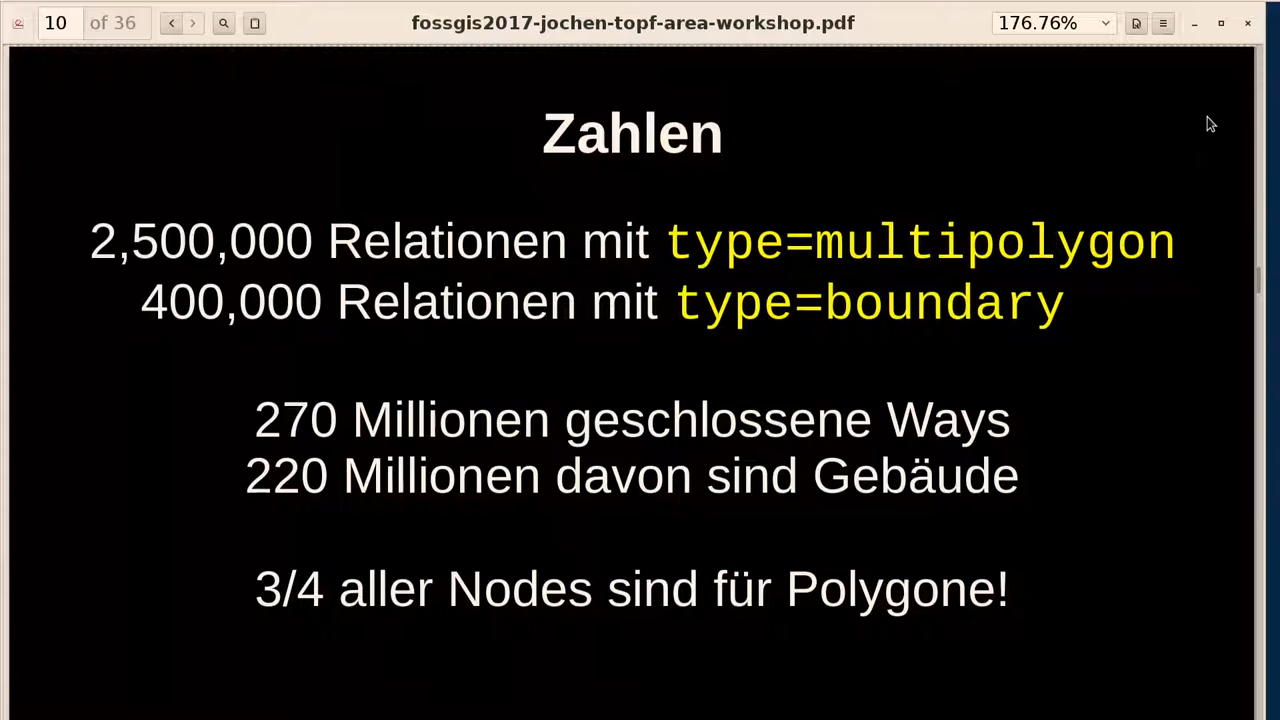 10 of 36
fossgis2017-jochen-topf-area-workshop.pdf
176.76%
Zahlen
2,500,000 Relationen mit type=multipolygon
400,000 Relationen mit type=boundary
270 Millionen geschlossene Ways
220 Millionen davon sind Gebäude
3/4 aller Nodes sind für Polygone!